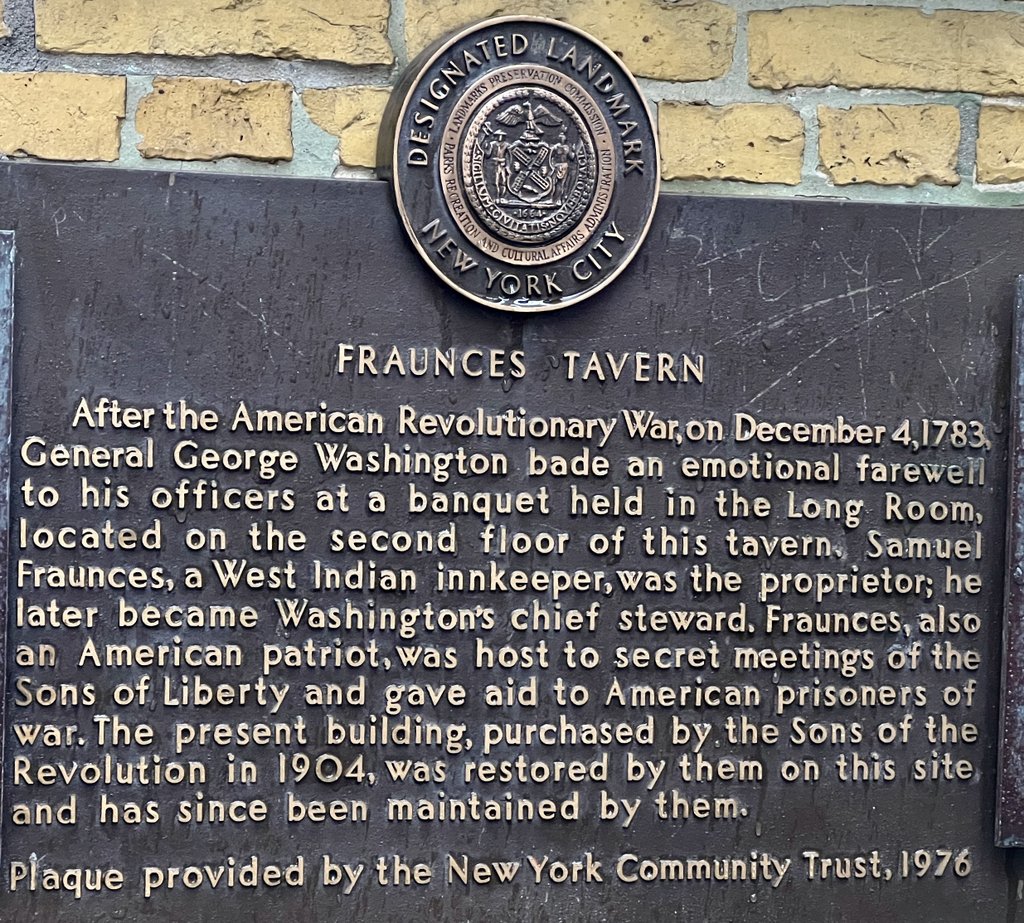 DESIGNATED LANDMARK
NEW YORK CITY
LANDMARKS PRESERVATION COMMISSION
PARKS RECREATION AND CULTURAL AFFAIRS ADMINISTRATION
SIGILLVM CIVITATIS NOVI EBORACI
1664
FRAUNCES TAVERN
After the American Revolutionary War, on December 4, 1783,
General George Washington bade an emotional farewell
to his officers at a banquet held in the Long Room,
located on the second floor of this tavern. Samuel
Fraunces, a West Indian innkeeper, was the proprietor; he
later became Washington's chief steward. Fraunces, also
an American patriot, was host to secret meetings of the
Sons of Liberty and gave aid to American prisoners of
war. The present building, purchased by the Sons of the
Revolution in 1904, was restored by them on this site
and has since been maintained by them.
Plaque provided by the New York Community Trust, 1976